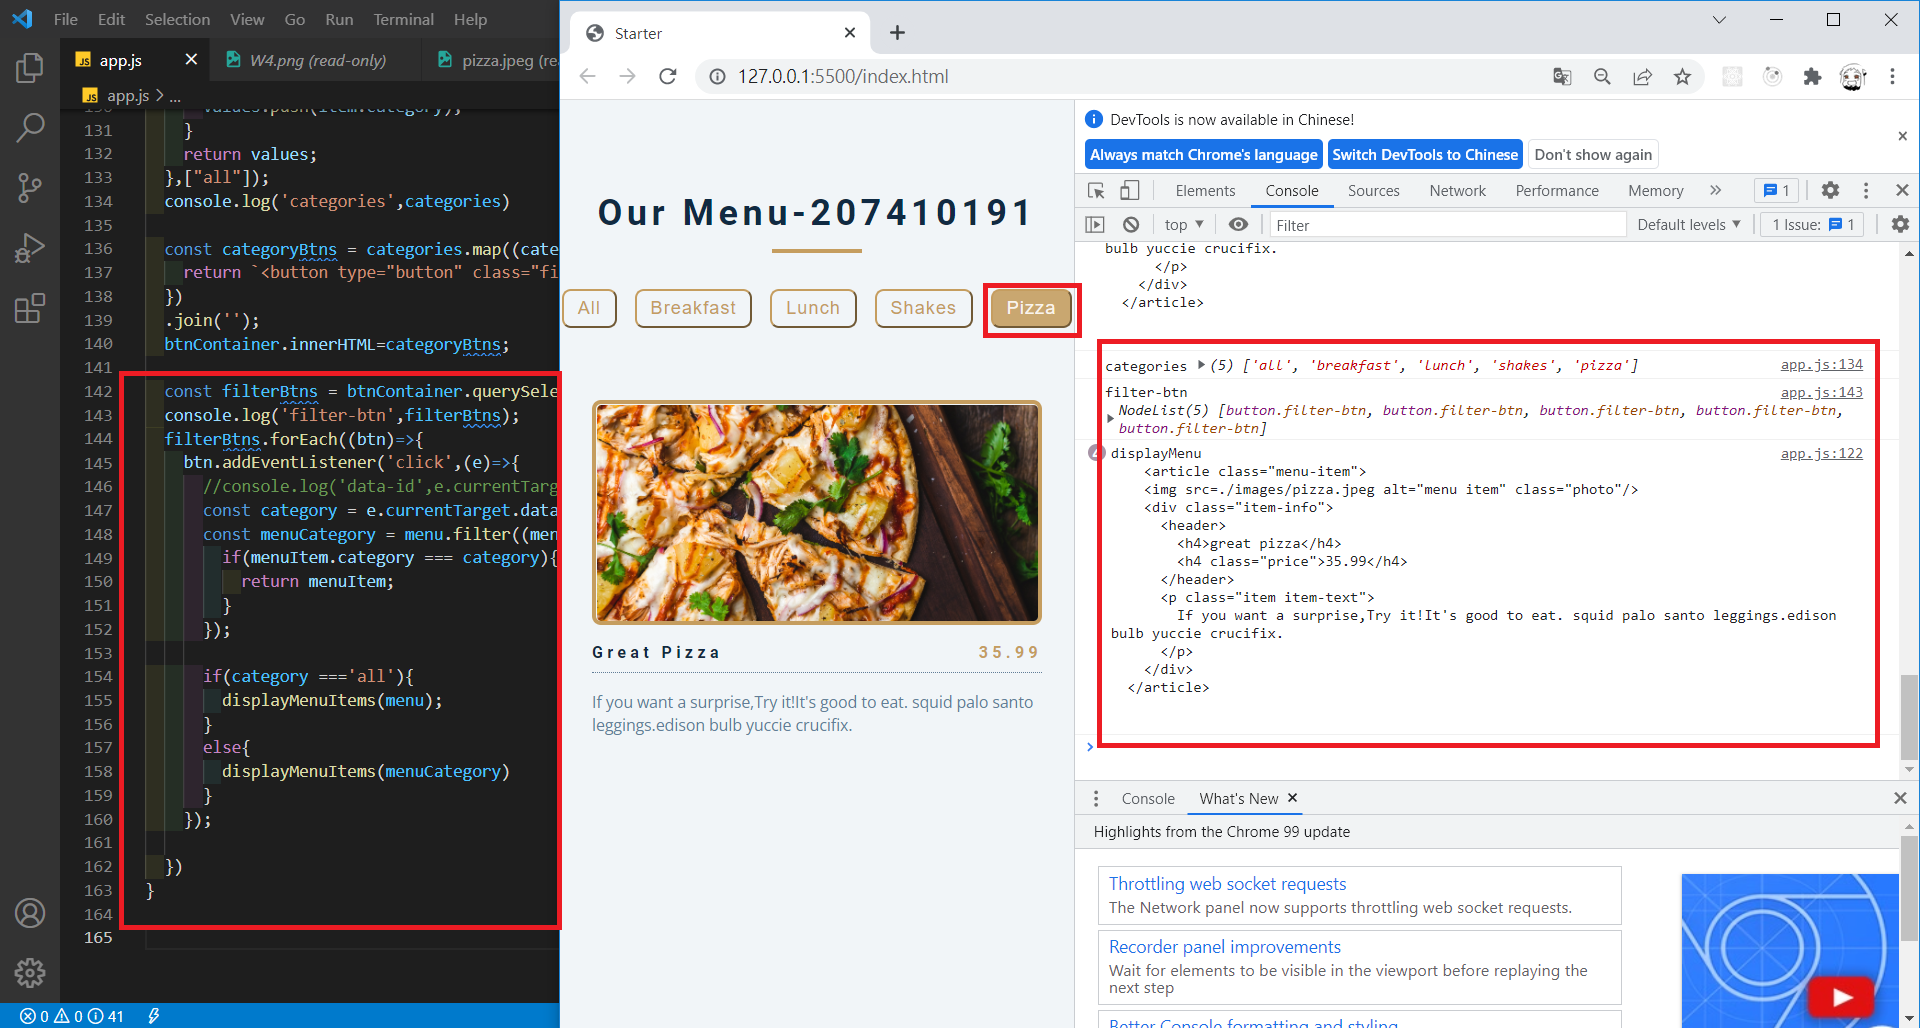 File Edit Selection View Go Run Terminal Help
JS app.js
W4.png (read-only)
pizza.jpeg (re
JS app.js > ...
130 values.push(item.category);
131 }
132 return values;
133 },["all"]);
134 console.log('categories',categories)
135
136 const categoryBtns = categories.map((cate
137 return `<button type="button" class="fi
138 })
139 .join('');
140 btnContainer.innerHTML=categoryBtns;
141
142 const filterBtns = btnContainer.querySele
143 console.log('filter-btn',filterBtns);
144 filterBtns.forEach((btn)=>{
145 btn.addEventListener('click',(e)=>{
146 //console.log('data-id',e.currentTarg
147 const category = e.currentTarget.data
148 const menuCategory = menu.filter((men
149 if(menuItem.category === category){
150 return menuItem;
151 }
152 });
153
154 if(category ==='all'){
155 displayMenuItems(menu);
156 }
157 else{
158 displayMenuItems(menuCategory)
159 }
160 });
161
162 })
163 }
164
165
0 0 41
Starter
127.0.0.1:5500/index.html
Our Menu-207410191
All Breakfast Lunch Shakes Pizza
Great Pizza 35.99
If you want a surprise,Try it!It's good to eat. squid palo santo
leggings.edison bulb yuccie crucifix.
DevTools is now available in Chinese!
Always match Chrome's language Switch DevTools to Chinese Don't show again
Elements Console Sources Network Performance Memory 1
top Filter Default levels 1 Issue: 1
bulb yuccie crucifix.
</p>
</div>
</article>
categories (5) ['all', 'breakfast', 'lunch', 'shakes', 'pizza'] app.js:134
filter-btn app.js:143
NodeList(5) [button.filter-btn, button.filter-btn, button.filter-btn, button.filter-btn,
button.filter-btn]
displayMenu app.js:122
<article class="menu-item">
<img src=./images/pizza.jpeg alt="menu item" class="photo"/>
<div class="item-info">
<header>
<h4>great pizza</h4>
<h4 class="price">35.99</h4>
</header>
<p class="item item-text">
If you want a surprise,Try it!It's good to eat. squid palo santo leggings.edison
bulb yuccie crucifix.
</p>
</div>
</article>
Console What's New
Highlights from the Chrome 99 update
Throttling web socket requests
The Network panel now supports throttling web socket requests.
Recorder panel improvements
Wait for elements to be visible in the viewport before replaying the
next step
Better Console formatting and styling